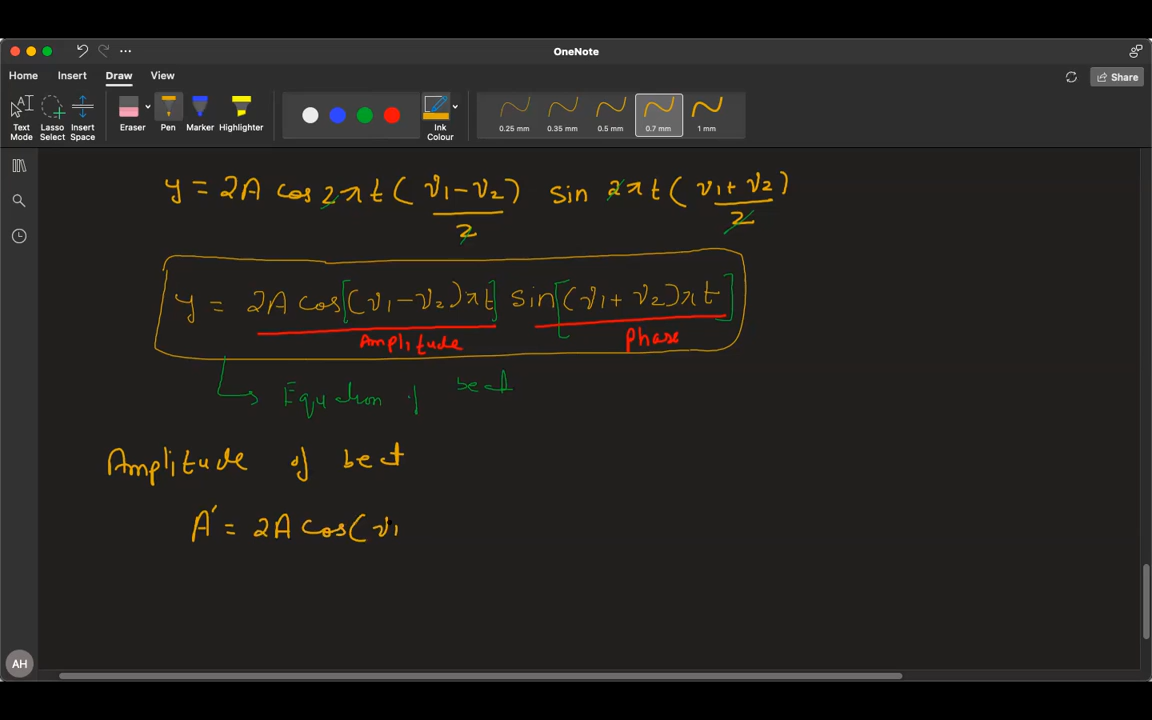 OneNote
Home Insert Draw View
Share
Text Mode
Lasso Select
Insert Space
Eraser
Pen
Marker
Highlighter
Ink Colour
0.25 mm
0.35 mm
0.5 mm
0.7 mm
1 mm
y = 2A cos 2πt (ν₁ − ν₂)/2 sin 2πt (ν₁ + ν₂)/2
y = 2A cos[(ν₁ − ν₂)πt] sin[(ν₁ + ν₂)πt]
Amplitude phase
↳ Equation of beat
Amplitude of beat
A' = 2A cos(ν₁
AH